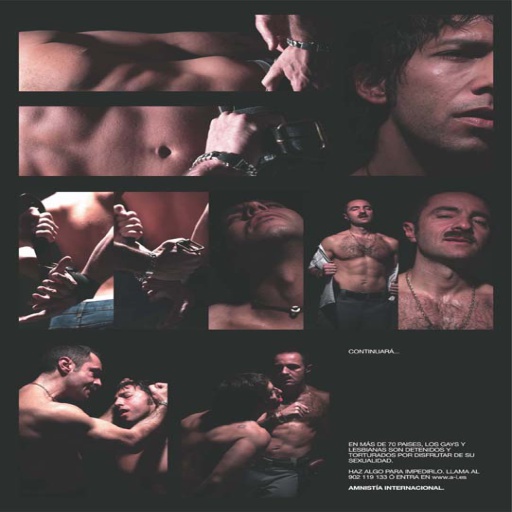 CONTINUARÁ...
EN MÁS DE 70 PAISES, LOS GAYS Y
LESBIANAS SON DETENIDOS Y
TORTURADOS POR DISFRUTAR DE SU
SEXUALIDAD.
HAZ ALGO PARA IMPEDIRLO. LLAMA AL
902 119 133 Ó ENTRA EN www.a-i.es
AMNISTÍA INTERNACIONAL.